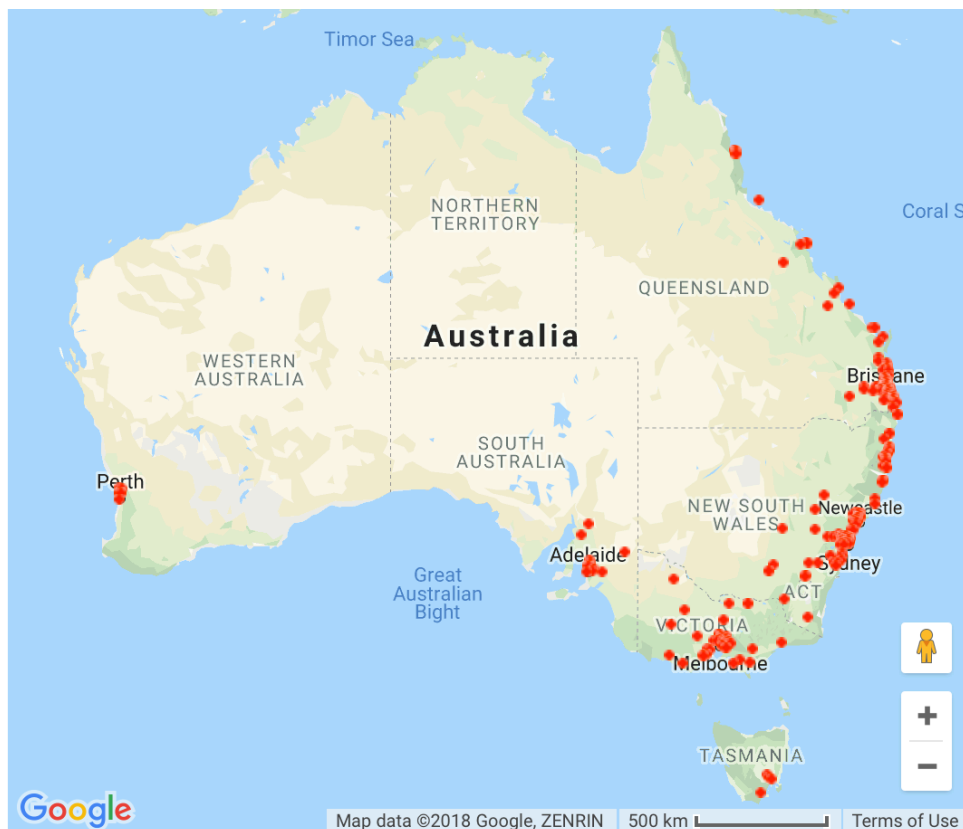 Timor Sea
NORTHERN
TERRITORY
Coral S
QUEENSLAND
Australia
WESTERN
AUSTRALIA
Brisbane
SOUTH
AUSTRALIA
Perth
NEW SOUTH
WALES
Newcastle
Adelaide
Sydney
Great
Australian
Bight
ACT
VICTORIA
Melbourne
TASMANIA
Google
Map data ©2018 Google, ZENRIN
500 km
Terms of Use